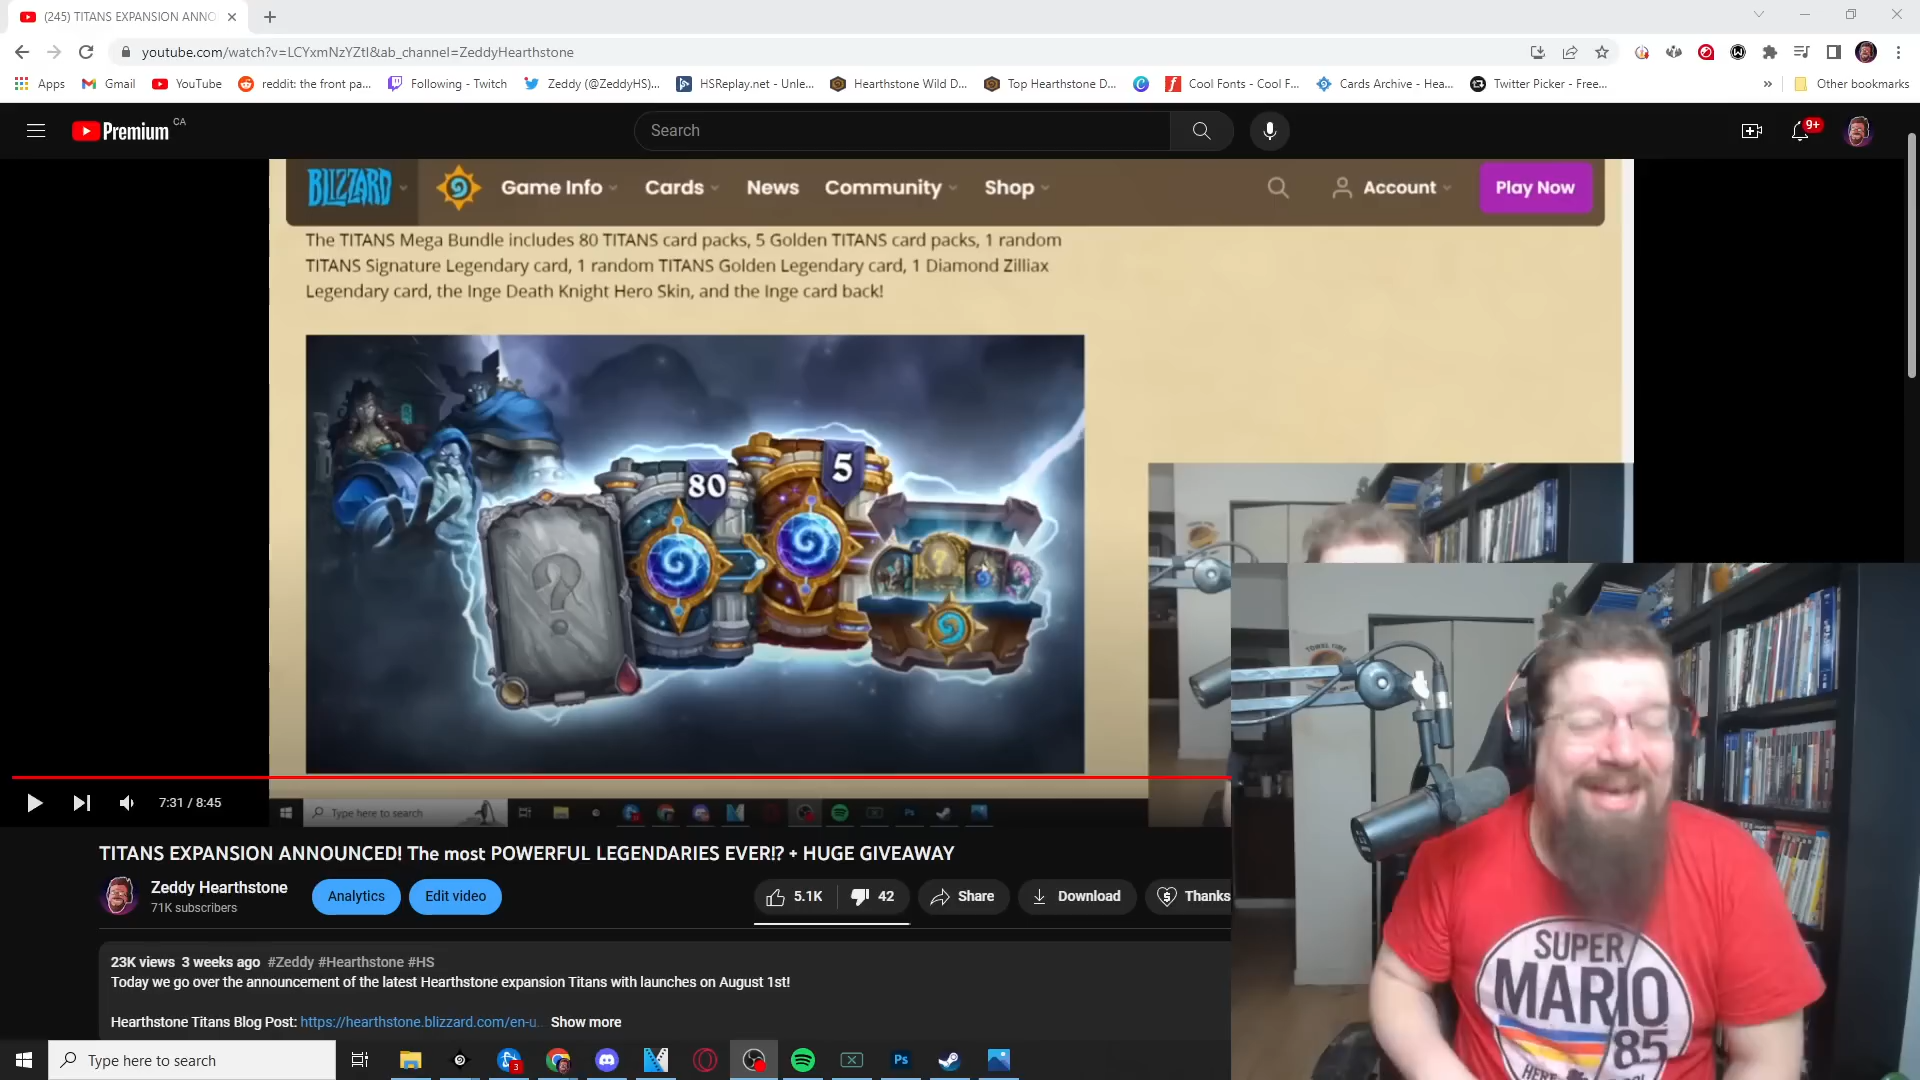 (245) TITANS EXPANSION ANNO
youtube.com/watch?v=LCYxmNzYZtI&ab_channel=ZeddyHearthstone
Apps
Gmail
YouTube
reddit: the front pa...
Following - Twitch
Zeddy (@ZeddyHS)...
HSReplay.net - Unle...
Hearthstone Wild D...
Top Hearthstone D...
Cool Fonts - Cool F...
Cards Archive - Hea...
Twitter Picker - Free...
»
Other bookmarks
Premium CA
Search
9+
BLIZZARD
Game Info
Cards
News
Community
Shop
Account
Play Now
The TITANS Mega Bundle includes 80 TITANS card packs, 5 Golden TITANS card packs, 1 random
TITANS Signature Legendary card, 1 random TITANS Golden Legendary card, 1 Diamond Zilliax
Legendary card, the Inge Death Knight Hero Skin, and the Inge card back!
80
5
?
7:31 / 8:45
Type here to search
TITANS EXPANSION ANNOUNCED! The most POWERFUL LEGENDARIES EVER!? + HUGE GIVEAWAY
Zeddy Hearthstone
71K subscribers
Analytics
Edit video
5.1K
42
Share
Download
Thanks
23K views 3 weeks ago #Zeddy #Hearthstone #HS
Today we go over the announcement of the latest Hearthstone expansion Titans with launches on August 1st!
Hearthstone Titans Blog Post: https://hearthstone.blizzard.com/en-u... Show more
SUPER
MARIO
85
HERE
Type here to search
3
Ps